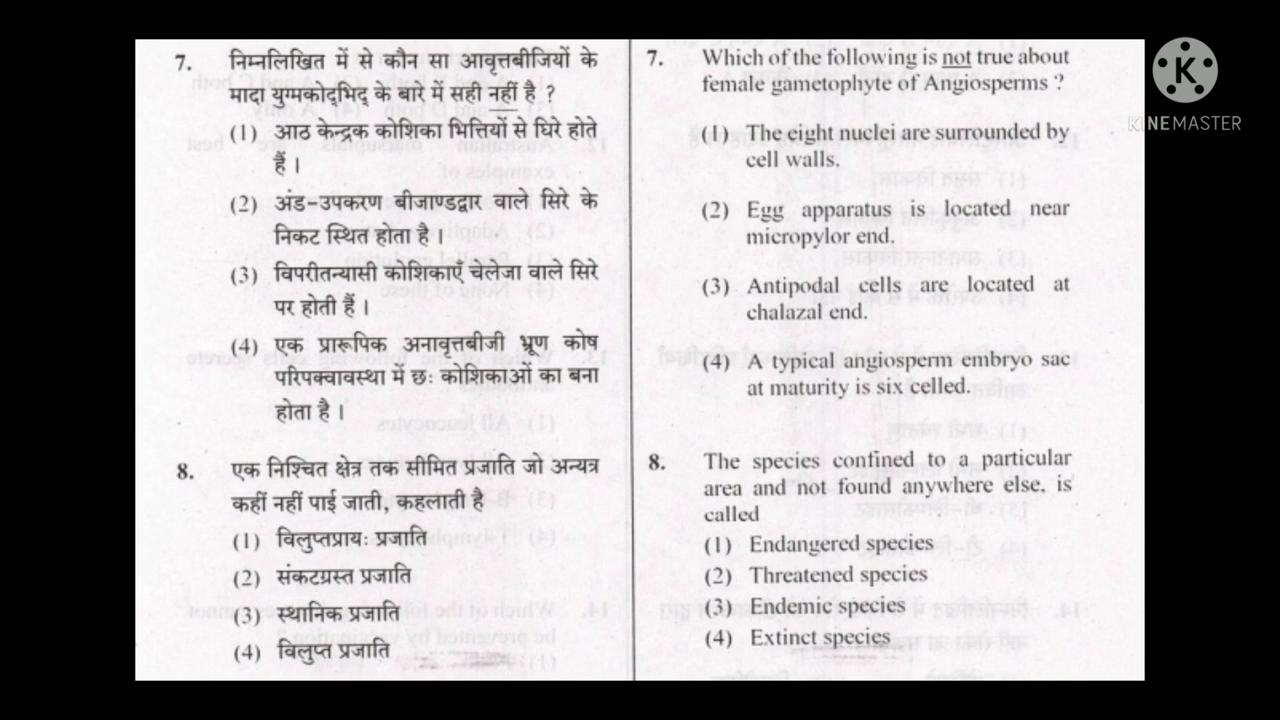 7. निम्नलिखित में से कौन सा आवृत्तबीजियों के
मादा युग्मकोद्भिद् के बारे में सही नहीं है ?
(1) आठ केन्द्रक कोशिका भित्तियों से घिरे होते
हैं ।
(2) अंड-उपकरण बीजाण्डद्वार वाले सिरे के
निकट स्थित होता है ।
(3) विपरीतन्यासी कोशिकाएँ चेलेजा वाले सिरे
पर होती हैं ।
(4) एक प्रारूपिक अनावृत्तबीजी भ्रूण कोष
परिपक्वावस्था में छः कोशिकाओं का बना
होता है ।
8. एक निश्चित क्षेत्र तक सीमित प्रजाति जो अन्यत्र
कहीं नहीं पाई जाती, कहलाती है
(1) विलुप्तप्रायः प्रजाति
(2) संकटग्रस्त प्रजाति
(3) स्थानिक प्रजाति
(4) विलुप्त प्रजाति
7. Which of the following is not true about
female gametophyte of Angiosperms ?
(1) The eight nuclei are surrounded by
cell walls.
(2) Egg apparatus is located near
micropylor end.
(3) Antipodal cells are located at
chalazal end.
(4) A typical angiosperm embryo sac
at maturity is six celled.
8. The species confined to a particular
area and not found anywhere else, is
called
(1) Endangered species
(2) Threatened species
(3) Endemic species
(4) Extinct species
K
KINEMASTER